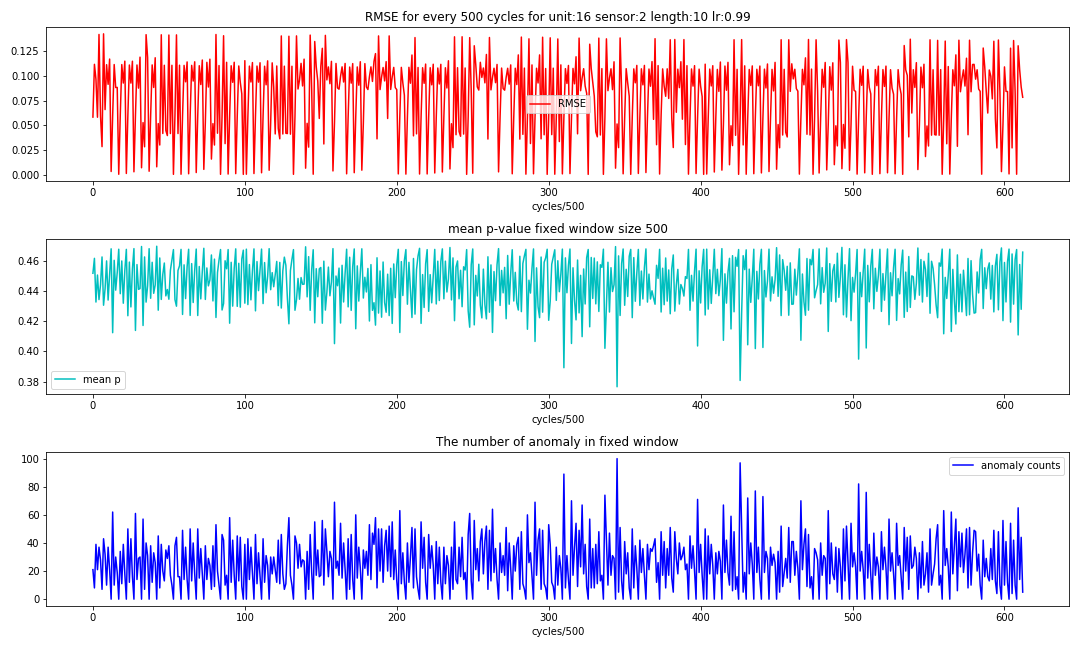 RMSE for every 500 cycles for unit:16 sensor:2 length:10 lr:0.99
0.125
0.100
0.075
0.050
0.025
0.000
RMSE
0 100 200 300 400 500 600
cycles/500
mean p-value fixed window size 500
0.46
0.44
0.42
0.40
0.38
mean p
0 100 200 300 400 500 600
cycles/500
The number of anomaly in fixed window
100
80
60
40
20
0
anomaly counts
0 100 200 300 400 500 600
cycles/500